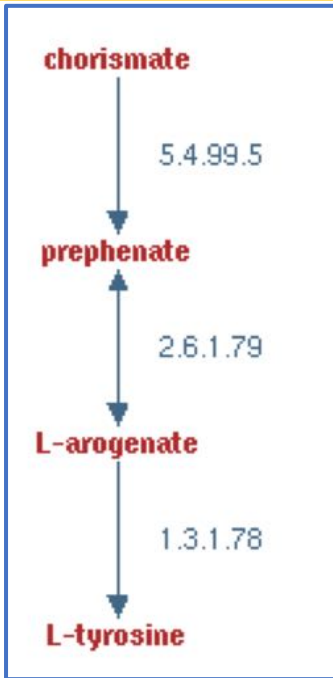 chorismate
5.4.99.5
prephenate
2.6.1.79
L-arogenate
1.3.1.78
L-tyrosine